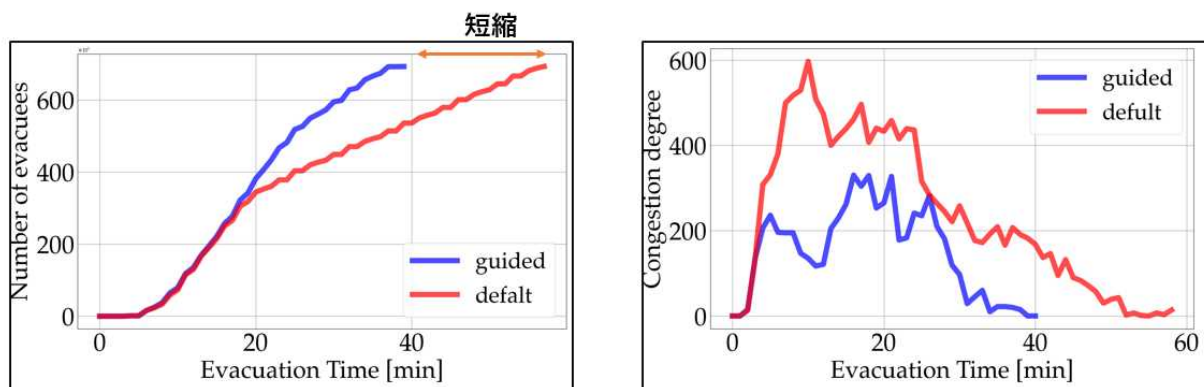 短縮
600
400
200
0
0
20
40
Number of evacuees
Evacuation Time [min]
guided
defalt
600
400
200
0
0
20
40
60
Congestion degree
Evacuation Time [min]
guided
defult